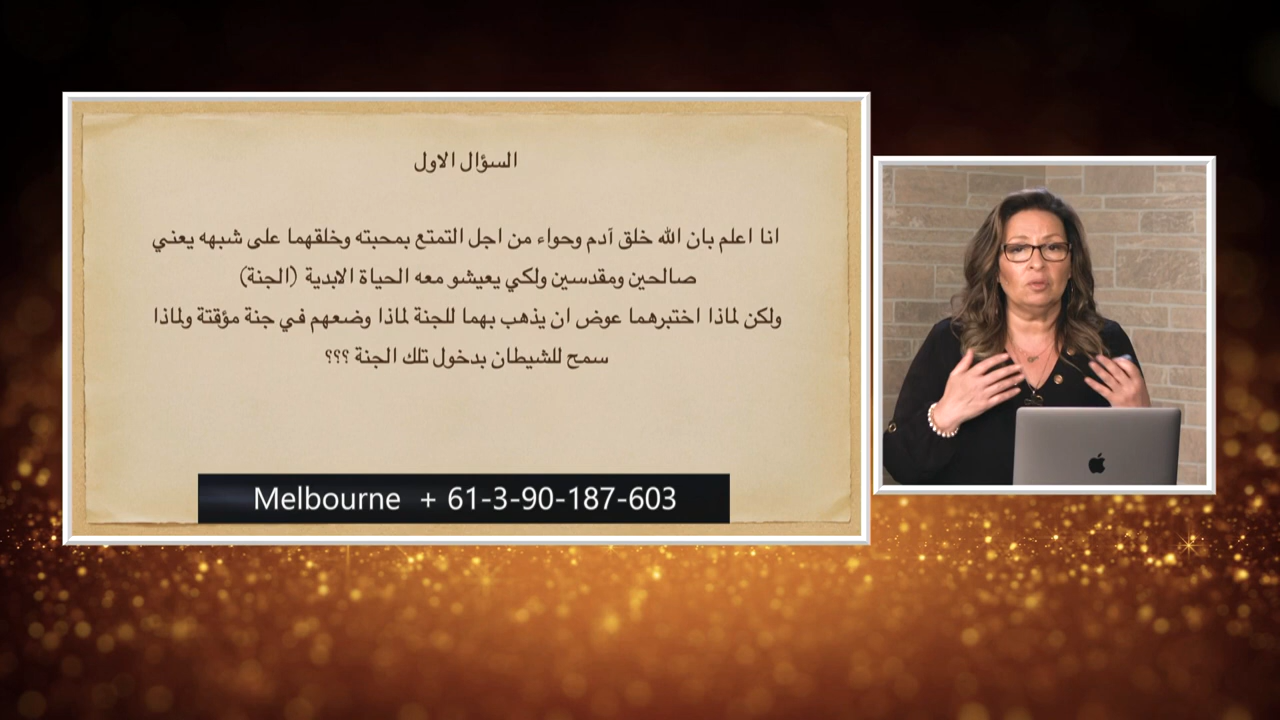 السؤال الاول
انا اعلم بان الله خلق آدم وحواء من اجل التمتع بمحبته وخلقهما على شبهه يعني
صالحين ومقدسين ولكي يعيشو معه الحياة الابدية (الجنة)
ولكن لماذا اختبرهما عوض ان يذهب بهما للجنة لماذا وضعهم في جنة مؤقتة ولماذا
سمح للشيطان بدخول تلك الجنة ؟؟؟
Melbourne + 61-3-90-187-603